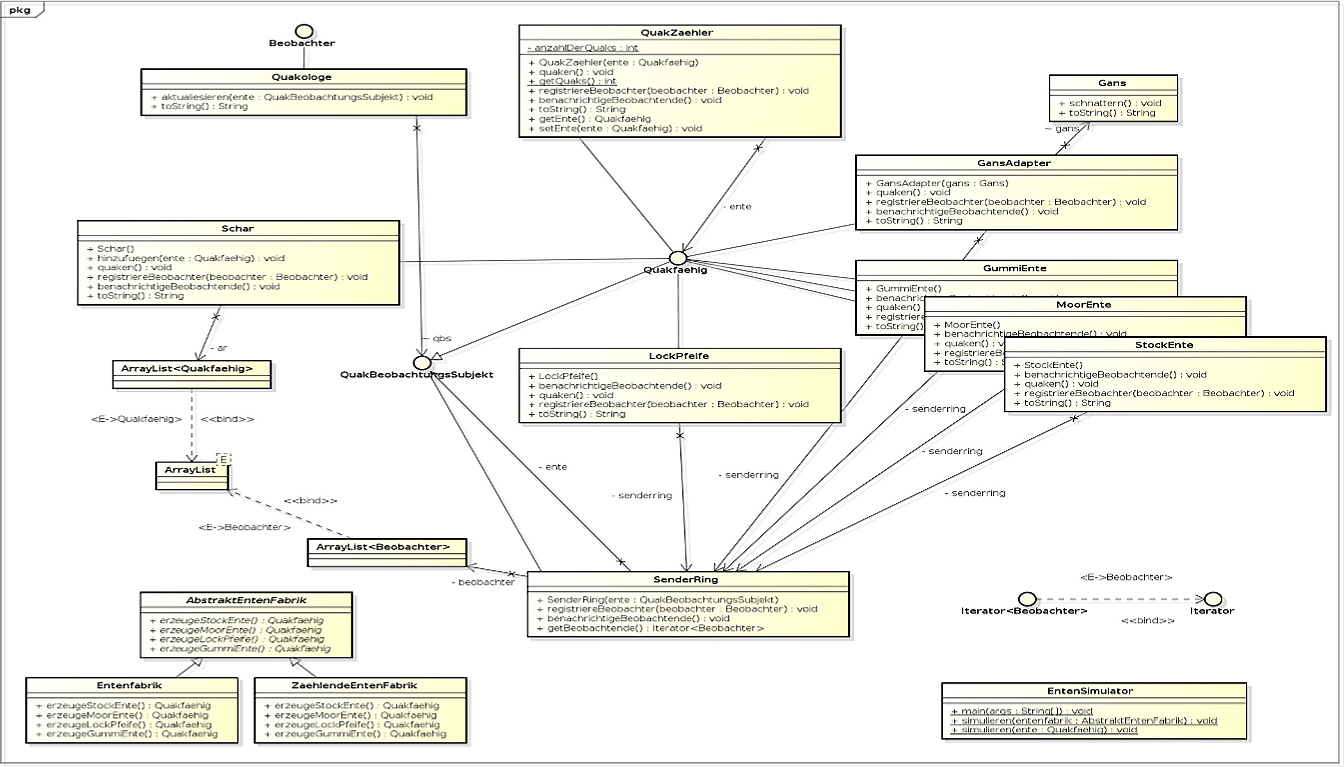 pkg
Beobachter
Quakologe
+ aktualiesieren(ente : QuakBeobachtungsSubjekt) : void
+ toString() : String
QuakZaehler
- anzahlDerQuaks : int
+ QuakZaehler(ente : Quakfaehig)
+ quaken() : void
+ getQuaks() : int
+ registriereBeobachter(beobachter : Beobachter) : void
+ benachrichtigeBeobachtende() : void
+ toString() : String
+ getEnte() : Quakfaehig
+ setEnte(ente : Quakfaehig) : void
Gans
+ schnattern() : void
+ toString() : String
~ gans
GansAdapter
+ GansAdapter(gans : Gans)
+ quaken() : void
+ registriereBeobachter(beobachter : Beobachter) : void
+ benachrichtigeBeobachtende() : void
+ toString() : String
- ente
Schar
+ Schar()
+ hinzufuegen(ente : Quakfaehig) : void
+ quaken() : void
+ registriereBeobachter(beobachter : Beobachter) : void
+ benachrichtigeBeobachtende() : void
+ toString() : String
Quakfaehig
GummiEnte
+ GummiEnte()
+ benachric
+ quaken()
+ registriere
+ toString()
MoorEnte
+ MoorEnte()
+ benachrichtigeBeobachtende() : void
+ quaken() : v
+ registriereB
+ toString() :
StockEnte
+ StockEnte()
+ benachrichtigeBeobachtende() : void
+ quaken() : void
+ registriereBeobachter(beobachter : Beobachter) : void
+ toString() : String
- ar
~ qbs
QuakBeobachtungsSubjekt
LockPfeife
+ LockPfeife()
+ benachrichtigeBeobachtende() : void
+ quaken() : void
+ registriereBeobachter(beobachter : Beobachter) : void
+ toString() : String
ArrayList<Quakfaehig>
<E->Quakfaehig>
<<bind>>
ArrayList
E
<<bind>>
<E->Beobachter>
ArrayList<Beobachter>
- ente
- senderring
- senderring
- senderring
- senderring
- senderring
- beobachter
SenderRing
+ SenderRing(ente : QuakBeobachtungsSubjekt)
+ registriereBeobachter(beobachter : Beobachter) : void
+ benachrichtigeBeobachtende() : void
+ getBeobachtende() : Iterator<Beobachter>
<E->Beobachter>
Iterator<Beobachter>
Iterator
<<bind>>
AbstraktEntenFabrik
+ erzeugeStockEnte() : Quakfaehig
+ erzeugeMoorEnte() : Quakfaehig
+ erzeugeLockPfeife() : Quakfaehig
+ erzeugeGummiEnte() : Quakfaehig
Entenfabrik
+ erzeugeStockEnte() : Quakfaehig
+ erzeugeMoorEnte() : Quakfaehig
+ erzeugeLockPfeife() : Quakfaehig
+ erzeugeGummiEnte() : Quakfaehig
ZaehlendeEntenFabrik
+ erzeugeStockEnte() : Quakfaehig
+ erzeugeMoorEnte() : Quakfaehig
+ erzeugeLockPfeife() : Quakfaehig
+ erzeugeGummiEnte() : Quakfaehig
EntenSimulator
+ main(args : String[]) : void
+ simulieren(entenfabrik : AbstraktEntenFabrik) : void
+ simulieren(ente : Quakfaehig) : void